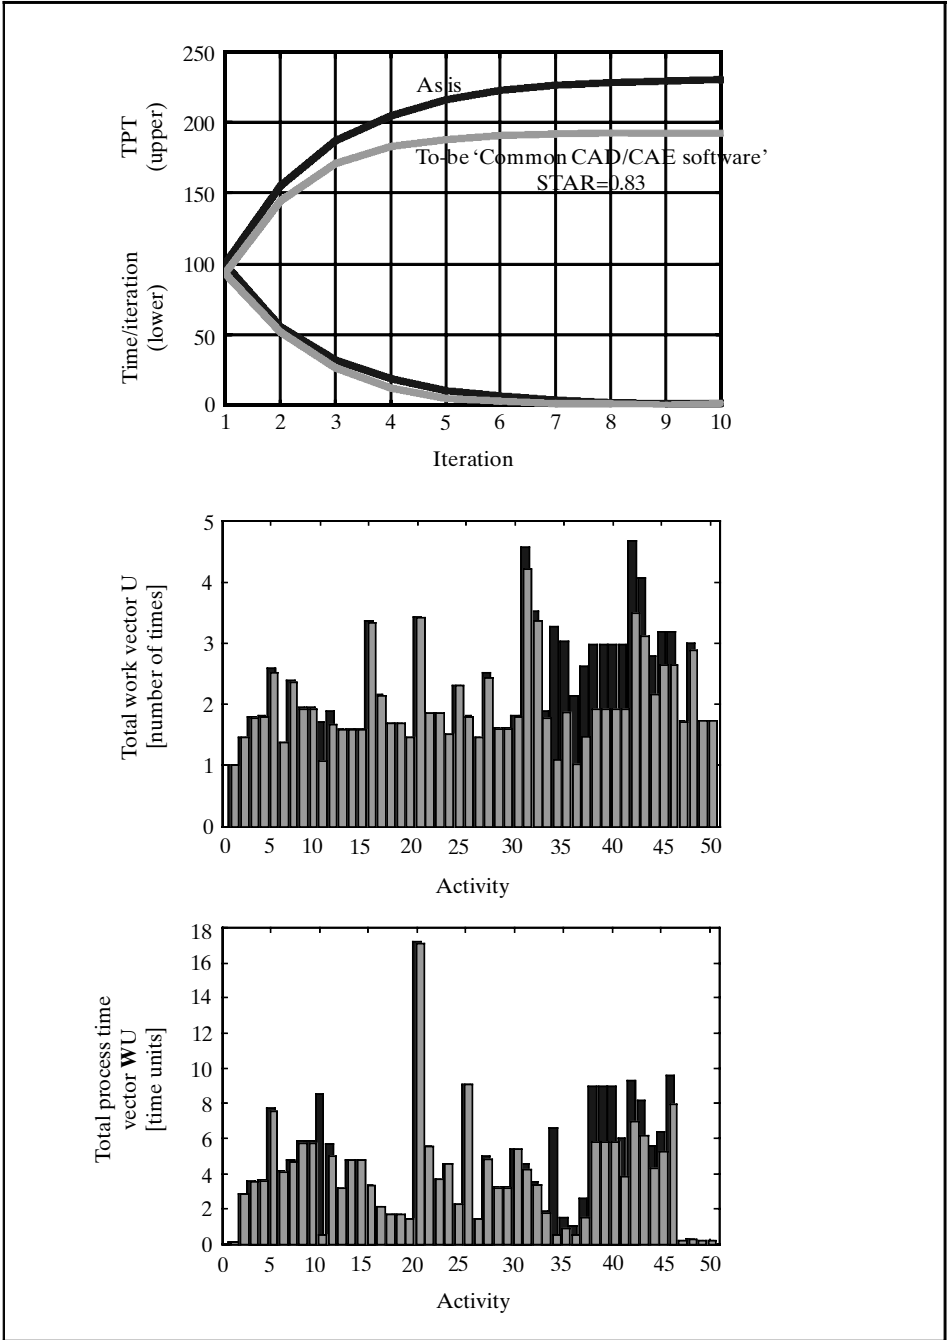 250
200
150
100
50
0
TPT
(upper)
Time/iteration
(lower)
As is
To-be ‘Common CAD/CAE software’
STAR=0.83
1 2 3 4 5 6 7 8 9 10
Iteration
5
4
3
2
1
0
Total work vector U
[number of times]
0 5 10 15 20 25 30 35 40 45 50
Activity
18
16
14
12
10
8
6
4
2
0
Total process time
vector WU
[time units]
0 5 10 15 20 25 30 35 40 45 50
Activity